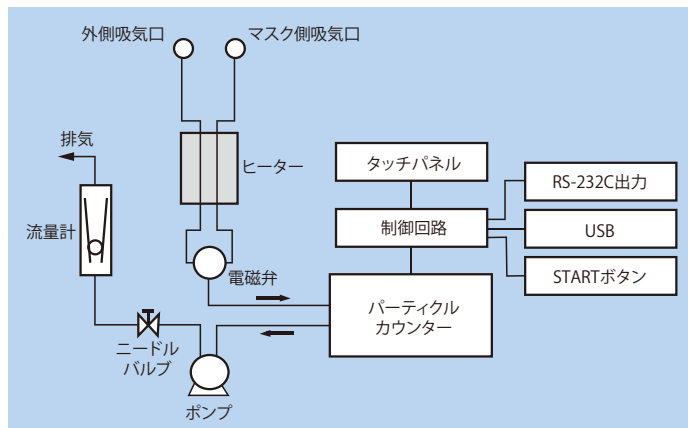 外側吸気口
マスク側吸気口
排気
ヒーター
タッチパネル
RS-232C出力
流量計
制御回路
USB
電磁弁
STARTボタン
パーティクル
カウンター
ニードル
バルブ
ポンプ